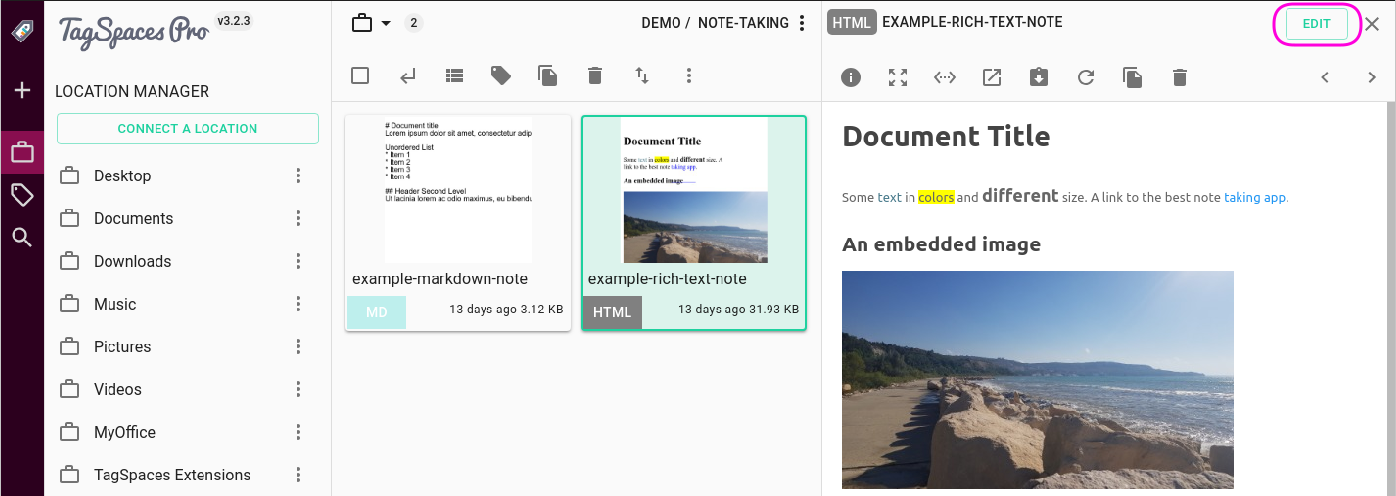 TagSpaces Pro v3.2.3
LOCATION MANAGER
CONNECT A LOCATION
Desktop
Documents
Downloads
Music
Pictures
Videos
MyOffice
TagSpaces Extensions
2
DEMO / NOTE-TAKING
# Document title
Lorem ipsum dolor sit amet, consectetur adip
Unordered List
* Item 1
* Item 2
* Item 3
* Item 4
## Header Second Level
Ut lacinia lorem ac odio maximus, eu bibendu
example-markdown-note
MD
13 days ago 3.12 KB
Document Title
Some text in colors and different size. A
link to the best note taking app.
An embedded image
example-rich-text-note
HTML
13 days ago 31.93 KB
HTML EXAMPLE-RICH-TEXT-NOTE
EDIT
Document Title
Some text in colors and different size. A link to the best note taking app.
An embedded image